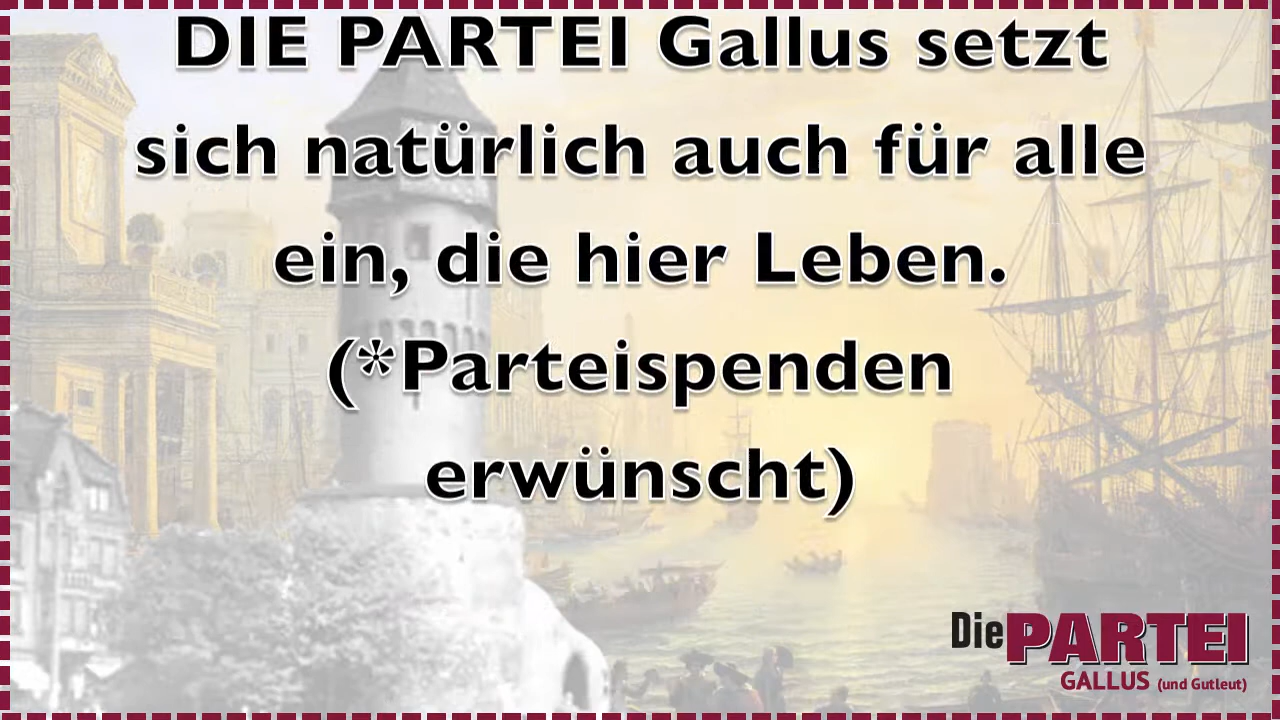 DIE PARTEI Gallus setzt
sich natürlich auch für alle
ein, die hier Leben.
(*Parteispenden
erwünscht)
Die PARTEI
GALLUS (und Gutleut)